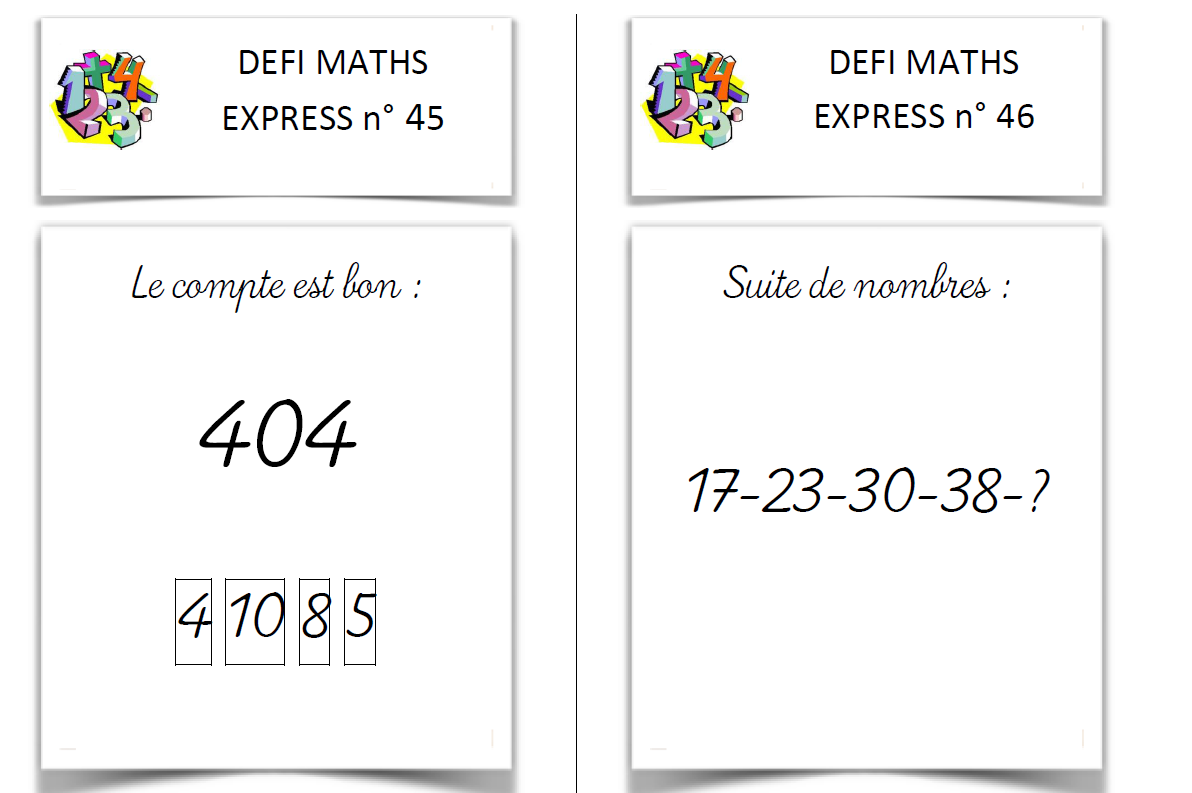 DEFI MATHS
EXPRESS n° 45
Le compte est bon :
404
4 10 8 5
DEFI MATHS
EXPRESS n° 46
Suite de nombres :
17-23-30-38-?